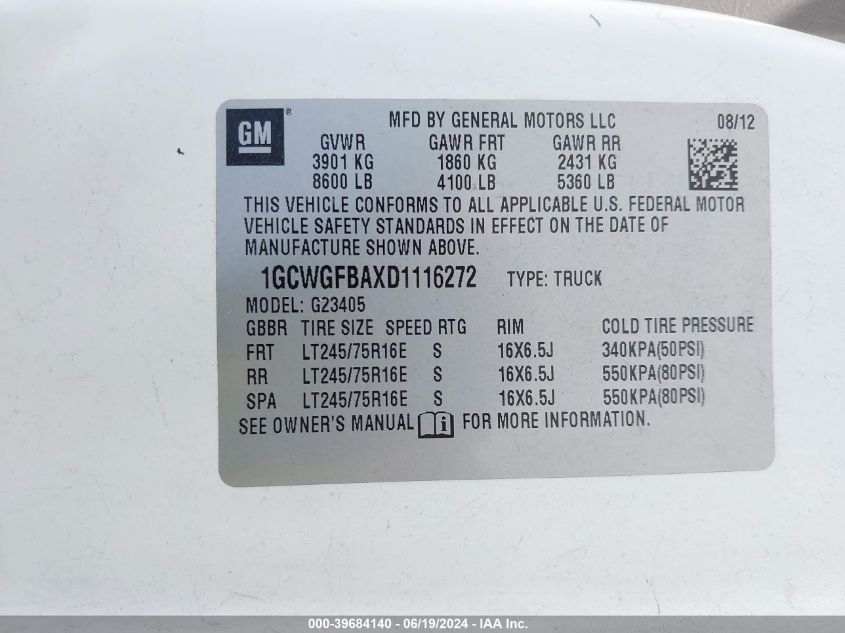 GM ®
MFD BY GENERAL MOTORS LLC 08/12
GVWR GAWR FRT GAWR RR
3901 KG 1860 KG 2431 KG
8600 LB 4100 LB 5360 LB
THIS VEHICLE CONFORMS TO ALL APPLICABLE U.S. FEDERAL MOTOR
VEHICLE SAFETY STANDARDS IN EFFECT ON THE DATE OF
MANUFACTURE SHOWN ABOVE.
1GCWGFBAXD1116272 TYPE: TRUCK
MODEL: G23405
GBBR TIRE SIZE SPEED RTG RIM COLD TIRE PRESSURE
FRT LT245/75R16E S 16X6.5J 340KPA(50PSI)
RR LT245/75R16E S 16X6.5J 550KPA(80PSI)
SPA LT245/75R16E S 16X6.5J 550KPA(80PSI)
SEE OWNER'S MANUAL i FOR MORE INFORMATION.
000-39684140 - 06/19/2024 - IAA Inc.